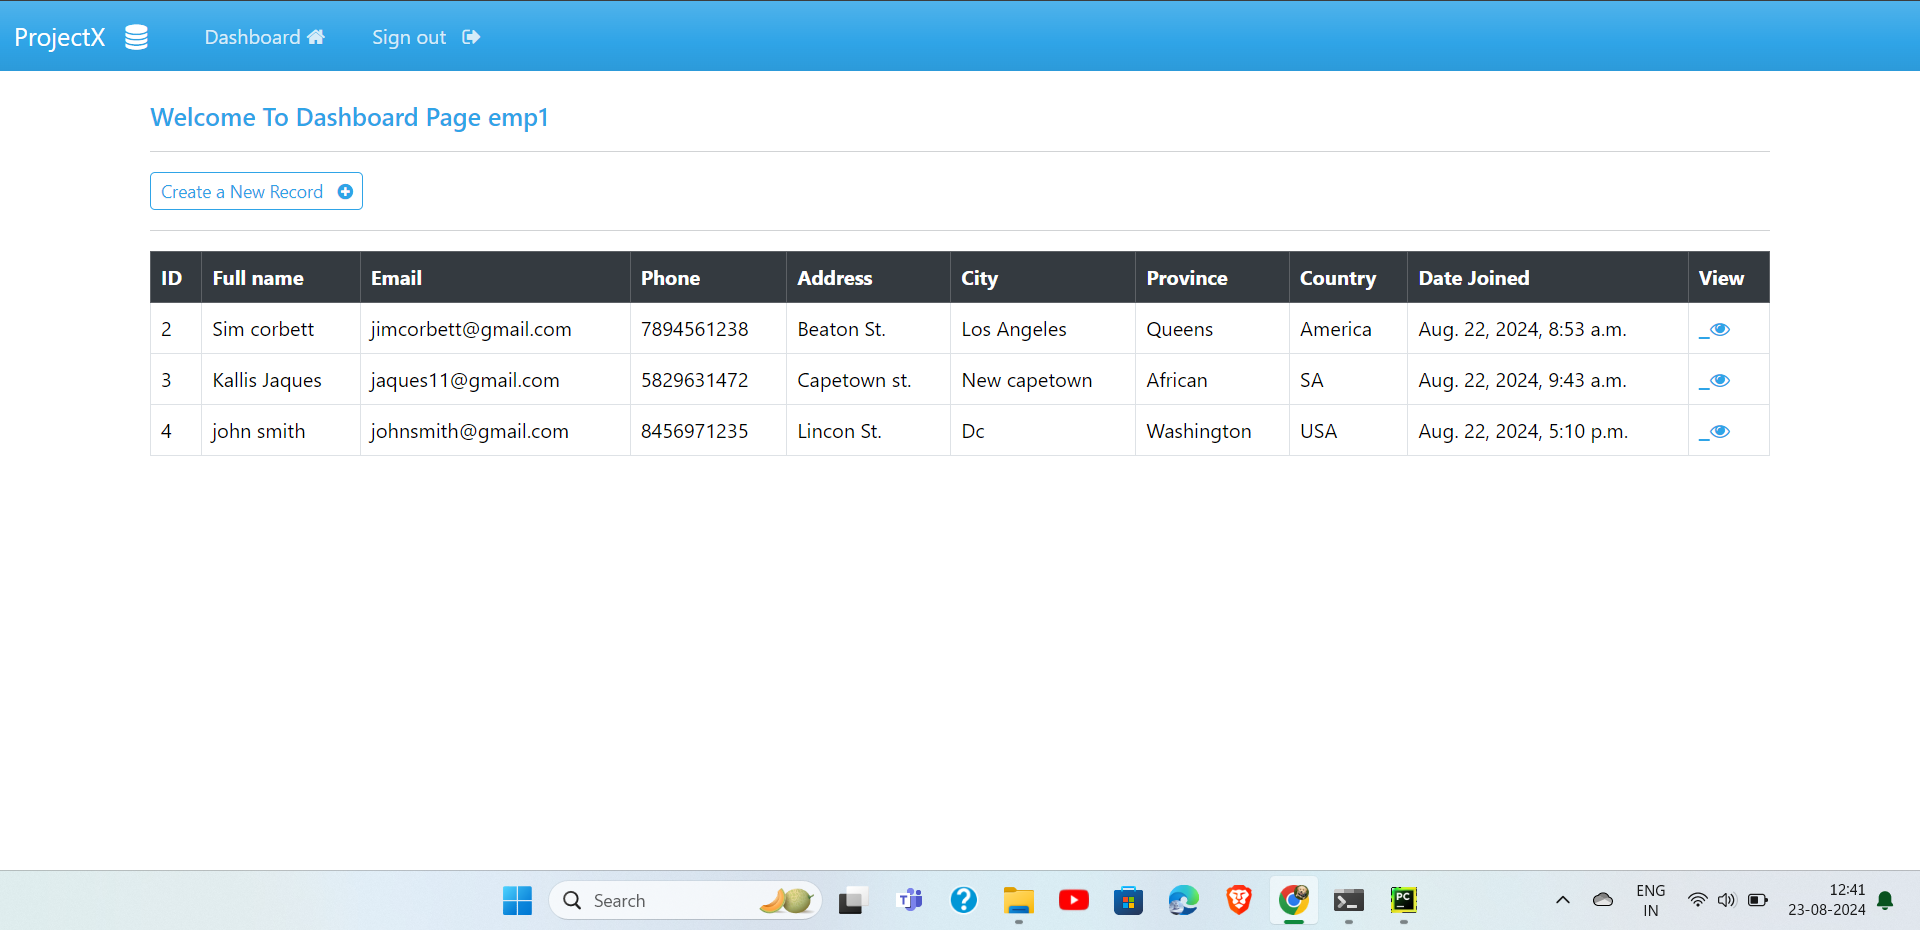 ProjectX Dashboard Sign out
Welcome To Dashboard Page emp1
Create a New Record
ID Full name Email Phone Address City Province Country Date Joined View
2 Sim corbett jimcorbett@gmail.com 7894561238 Beaton St. Los Angeles Queens America Aug. 22, 2024, 8:53 a.m.
3 Kallis Jaques jaques11@gmail.com 5829631472 Capetown st. New capetown African SA Aug. 22, 2024, 9:43 a.m.
4 john smith johnsmith@gmail.com 8456971235 Lincon St. Dc Washington USA Aug. 22, 2024, 5:10 p.m.
Search
T
PC
ENG
IN
12:41
23-08-2024